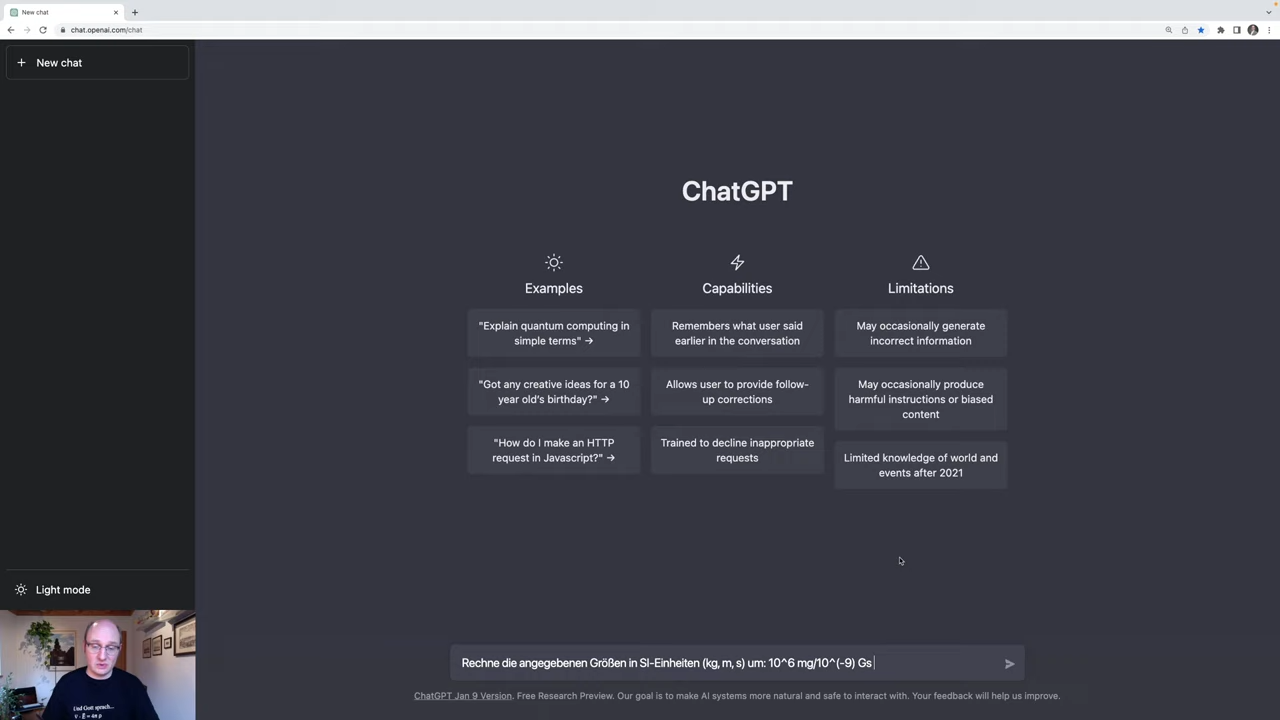 New chat
chat.openai.com/chat
New chat
ChatGPT
Examples
Capabilities
Limitations
"Explain quantum computing in
simple terms" →
Remembers what user said
earlier in the conversation
May occasionally generate
incorrect information
"Got any creative ideas for a 10
year old's birthday?" →
Allows user to provide follow-
up corrections
May occasionally produce
harmful instructions or biased
content
"How do I make an HTTP
request in Javascript?" →
Trained to decline inappropriate
requests
Limited knowledge of world and
events after 2021
Light mode
Und Gott sprach...
Rechne die angegebenen Größen in SI-Einheiten (kg, m, s) um: 10^6 mg/10^(-9) Gs
ChatGPT Jan 9 Version. Free Research Preview. Our goal is to make AI systems more natural and safe to interact with. Your feedback will help us improve.